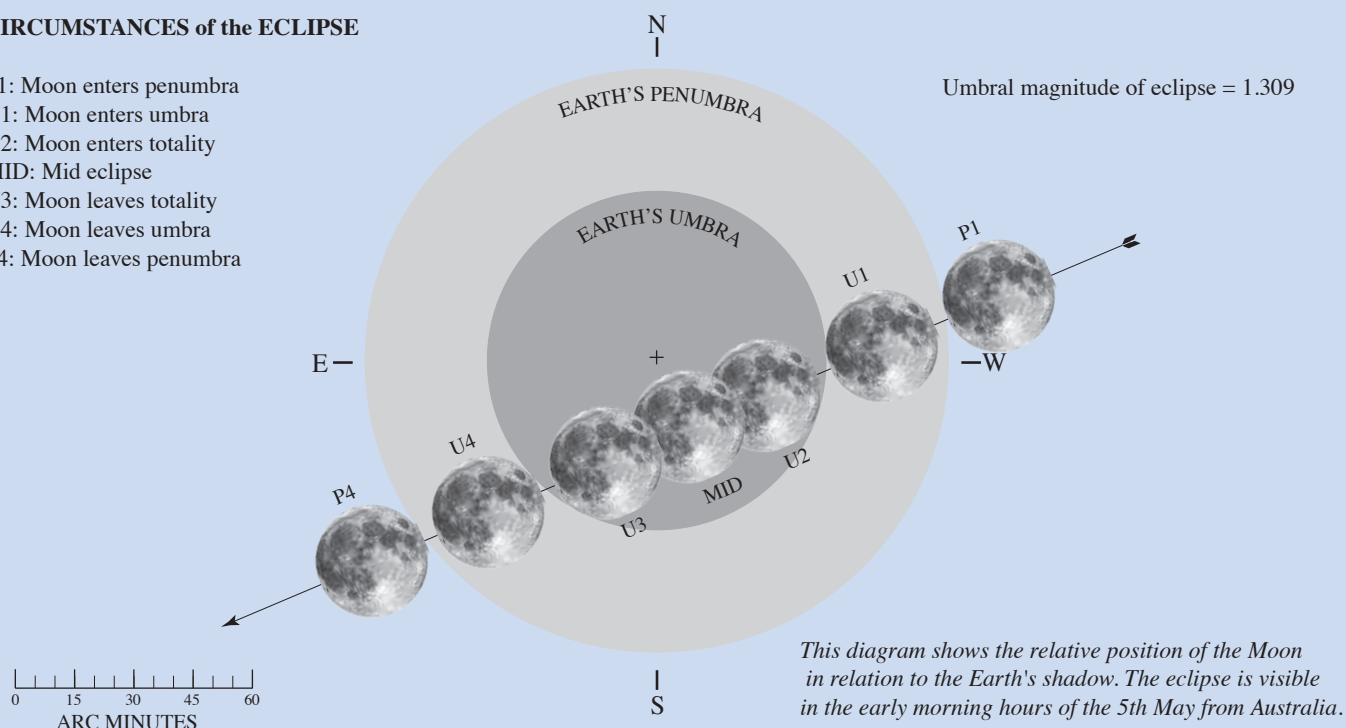 IRCUMSTANCES of the ECLIPSE
1: Moon enters penumbra
1: Moon enters umbra
2: Moon enters totality
IID: Mid eclipse
3: Moon leaves totality
4: Moon leaves umbra
4: Moon leaves penumbra
N
Umbral magnitude of eclipse = 1.309
EARTH'S PENUMBRA
EARTH'S UMBRA
P1
U1
+
E
W
U2
MID
U3
U4
P4
S
0 15 30 45 60
ARC MINUTES
This diagram shows the relative position of the Moon
in relation to the Earth's shadow. The eclipse is visible
in the early morning hours of the 5th May from Australia.